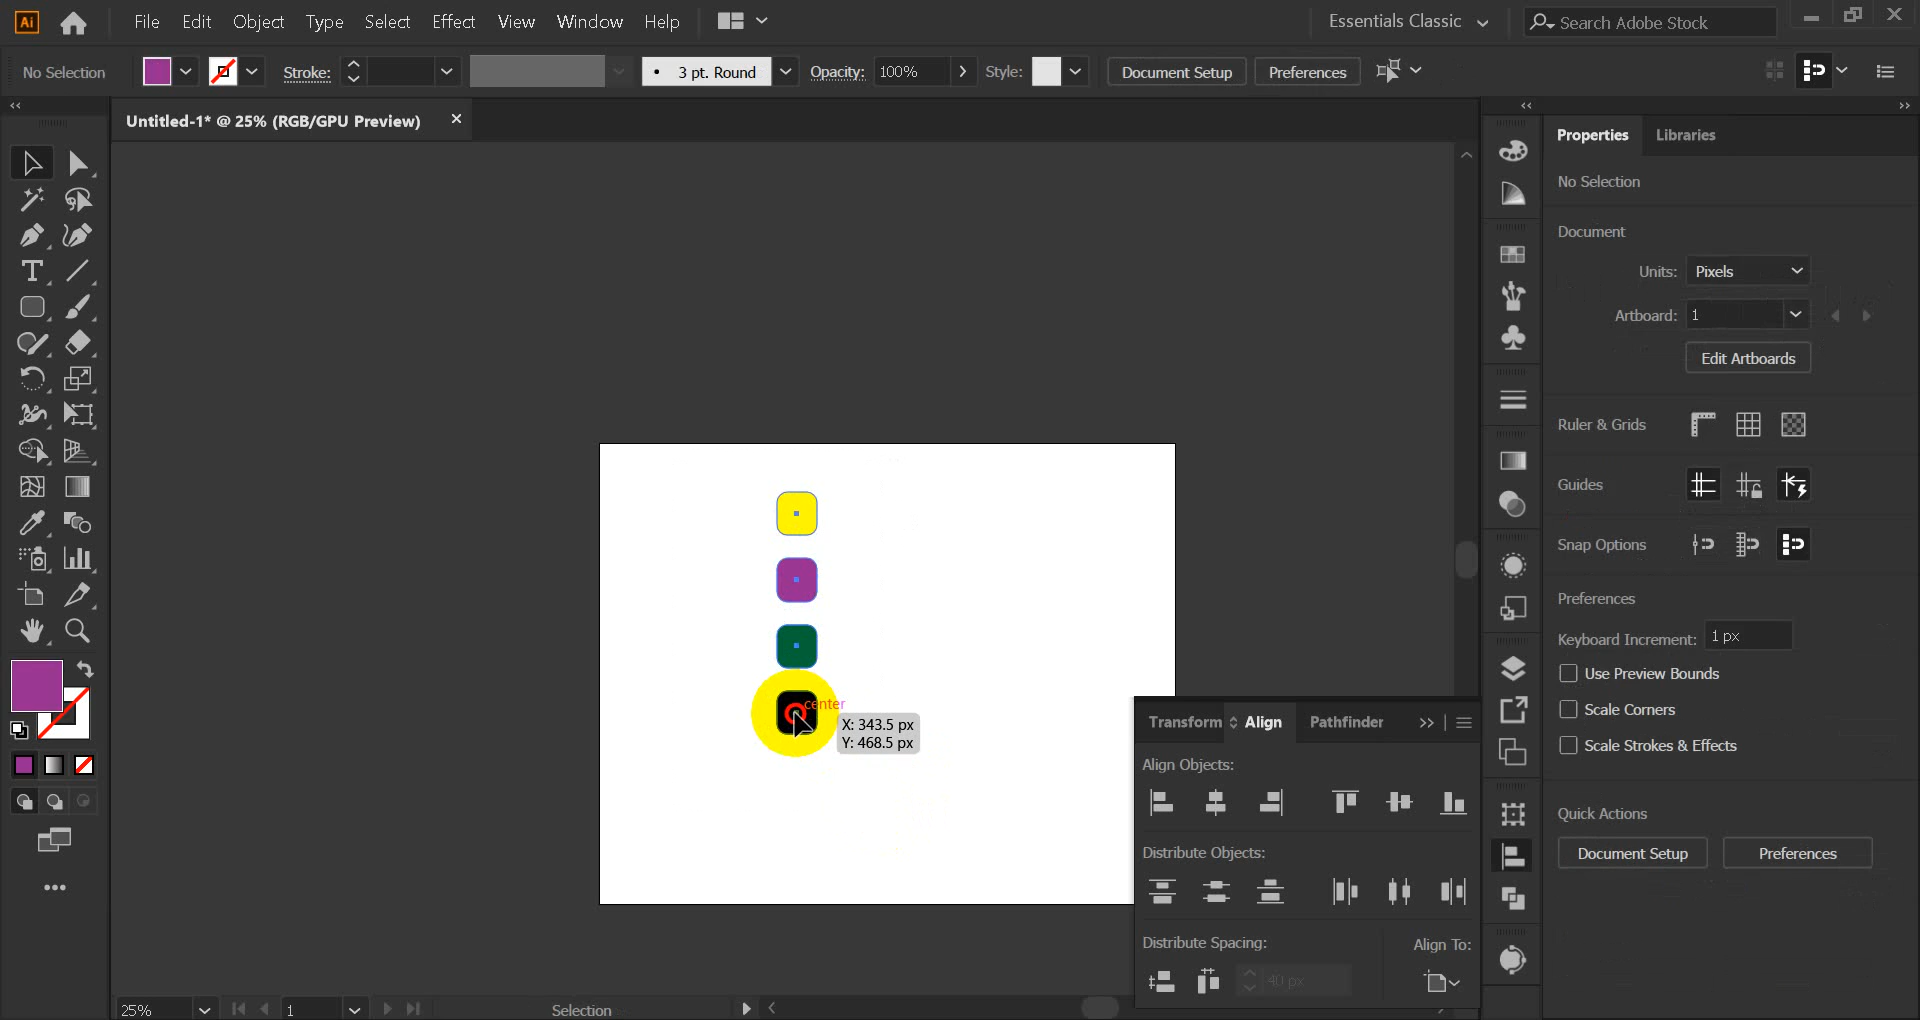 Ai File Edit Object Type Select Effect View Window Help Essentials Classic Search Adobe Stock
No Selection Stroke: 3 pt. Round Opacity: 100% Style: Document Setup Preferences
Untitled-1* @ 25% (RGB/GPU Preview)
Properties Libraries
No Selection
Document
Units: Pixels
Artboard: 1
Edit Artboards
Ruler & Grids
Guides
Snap Options
Preferences
Keyboard Increment: 1 px
Use Preview Bounds
Scale Corners
Scale Strokes & Effects
Quick Actions
Document Setup Preferences
center
X: 343.5 px
Y: 468.5 px
Transform Align Pathfinder
Align Objects:
Distribute Objects:
Distribute Spacing: Align To:
40 px
25% 1 Selection